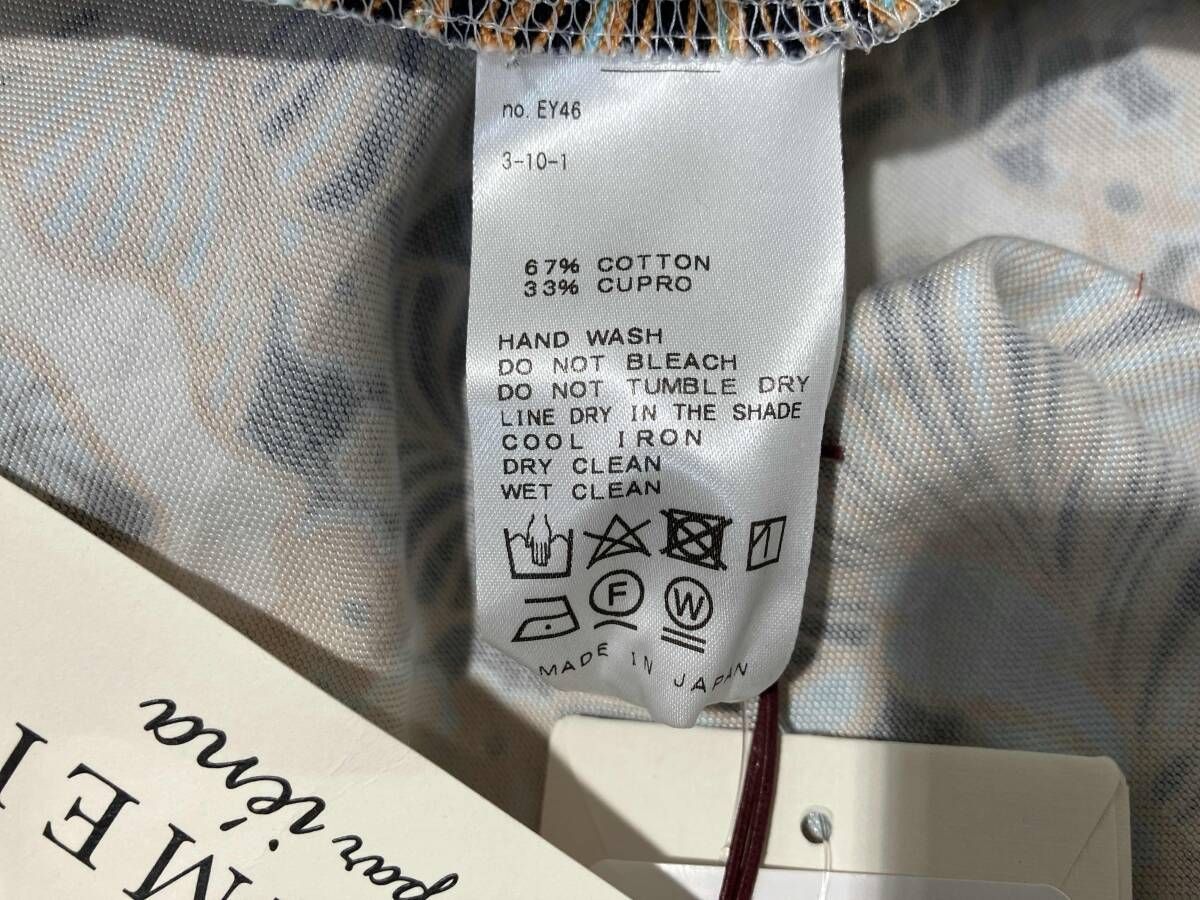 no. EY46
3-10-1
67% COTTON
33% CUPRO
HAND WASH
DO NOT BLEACH
DO NOT TUMBLE DRY
LINE DRY IN THE SHADE
COOL IRON
DRY CLEAN
WET CLEAN
F
W
MADE IN JAPAN
par iéna